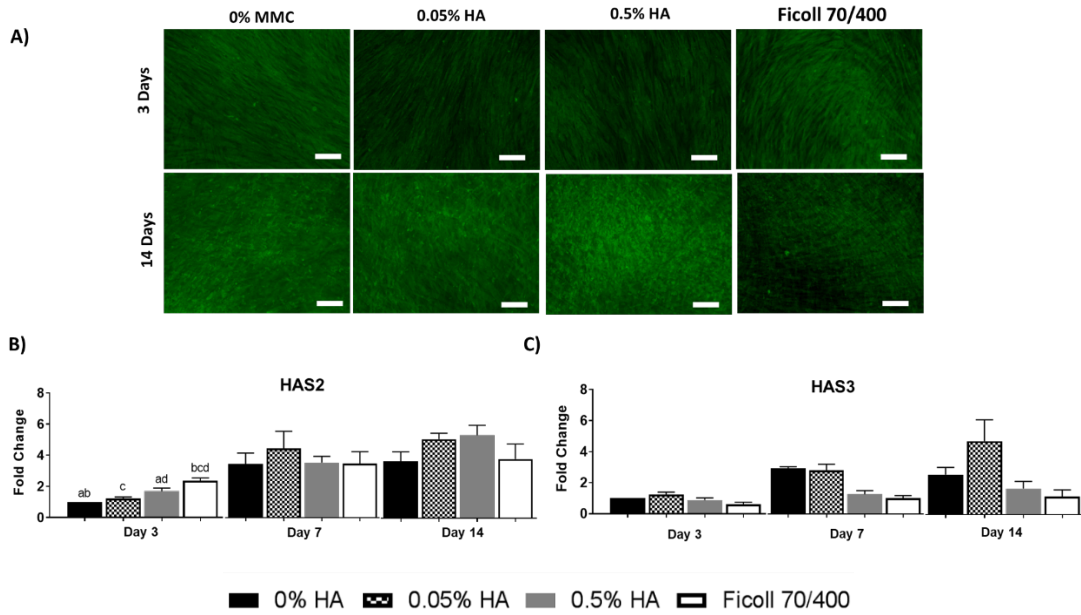 A)
0% MMC 0.05% HA 0.5% HA Ficoll 70/400
3 Days
14 Days
B)
HAS2
Fold Change
8
6
4
2
0
ab c ad bcd
Day 3 Day 7 Day 14
C)
HAS3
Fold Change
8
6
4
2
0
Day 3 Day 7 Day 14
0% HA 0.05% HA 0.5% HA Ficoll 70/400